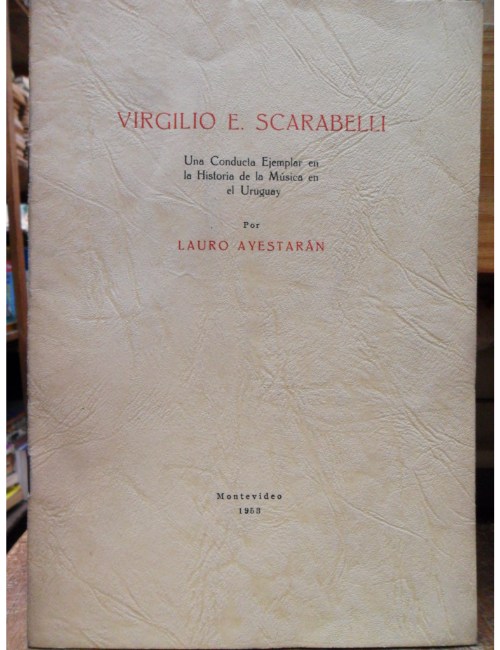 VIRGILIO E. SCARABELLI
Una Conducta Ejemplar en
la Historia de la Música en
el Uruguay
Por
LAURO AYESTARÁN
Montevideo
1953